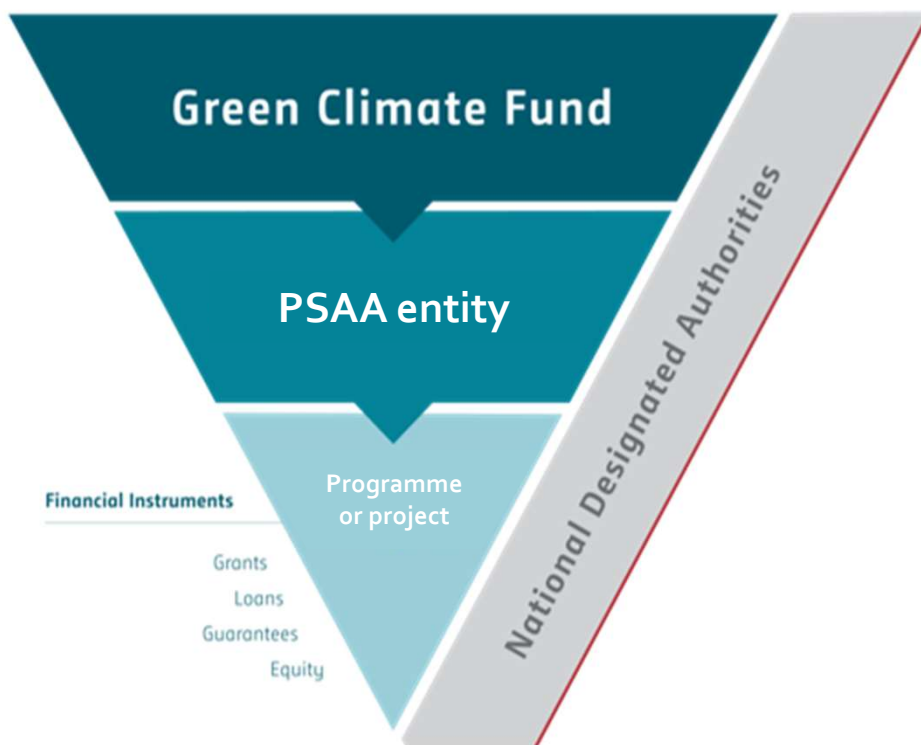 Green Climate Fund
PSAA entity
Programme
or project
Financial Instruments
Grants
Loans
Guarantees
Equity
National Designated Authorities